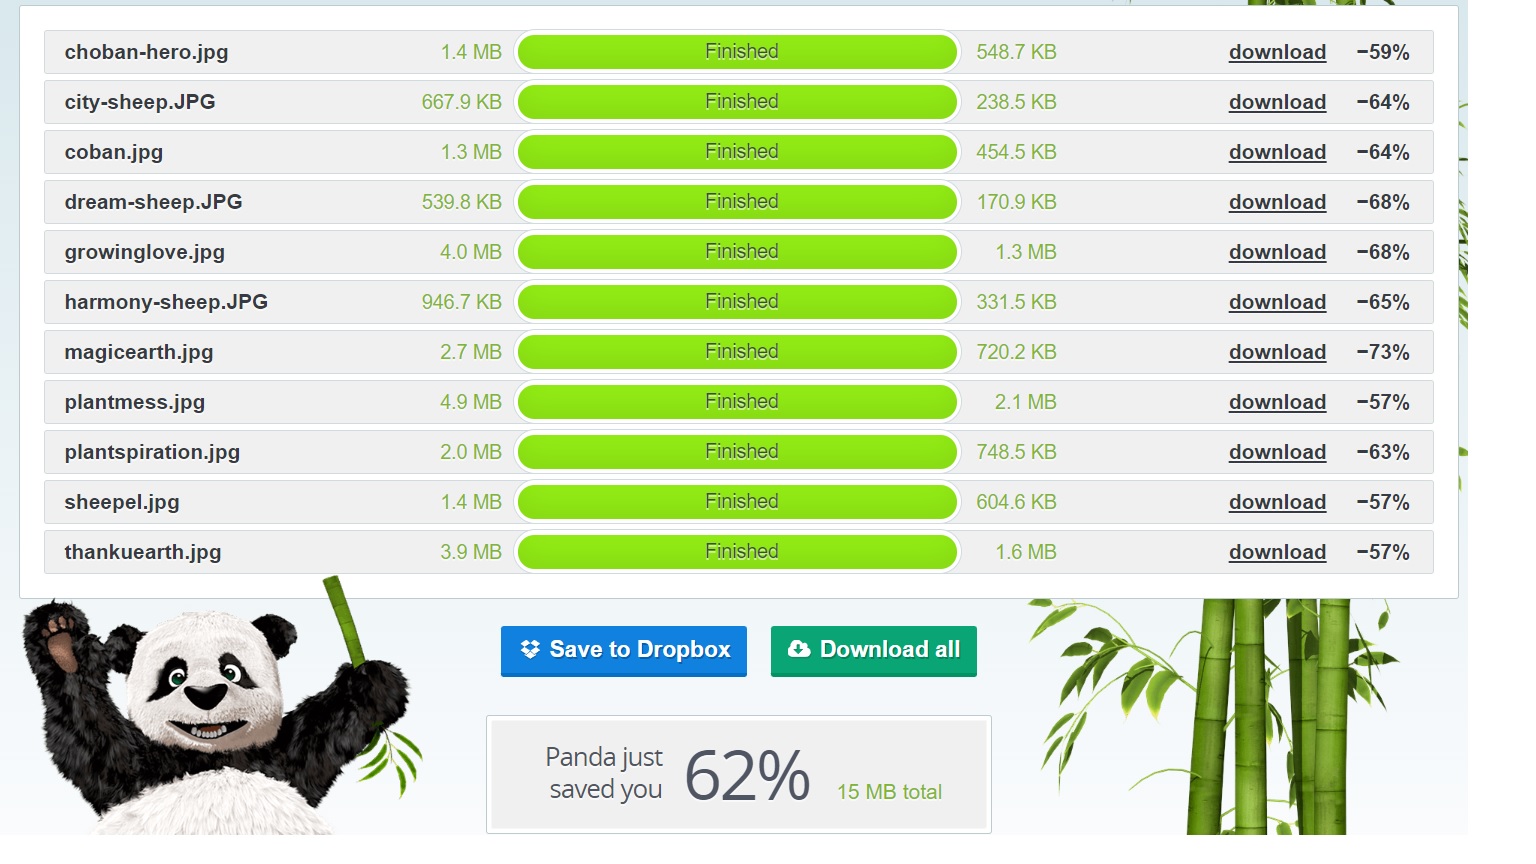 choban-hero.jpg 1.4 MB Finished 548.7 KB download −59%
city-sheep.JPG 667.9 KB Finished 238.5 KB download −64%
coban.jpg 1.3 MB Finished 454.5 KB download −64%
dream-sheep.JPG 539.8 KB Finished 170.9 KB download −68%
growinglove.jpg 4.0 MB Finished 1.3 MB download −68%
harmony-sheep.JPG 946.7 KB Finished 331.5 KB download −65%
magicearth.jpg 2.7 MB Finished 720.2 KB download −73%
plantmess.jpg 4.9 MB Finished 2.1 MB download −57%
plantspiration.jpg 2.0 MB Finished 748.5 KB download −63%
sheepel.jpg 1.4 MB Finished 604.6 KB download −57%
thankuearth.jpg 3.9 MB Finished 1.6 MB download −57%
Save to Dropbox Download all
Panda just
saved you 62% 15 MB total